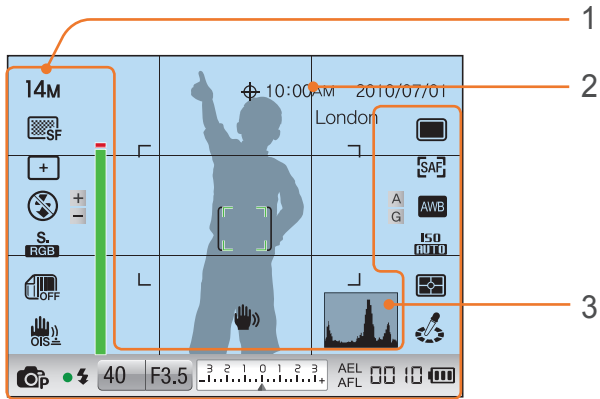 1
14M
10:00AM 2010/07/01
2
London
SF
SAF
+
+
-
A
G
AWB
S.
RGB
ISO
AUTO
OFF
OIS
3
P
40
F3.5
- 3 2 1 0 1 2 3 +
AEL
AFL
0010